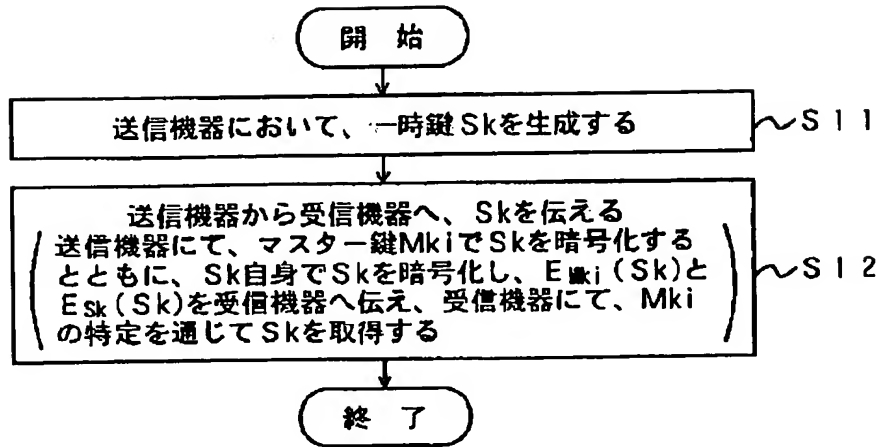 開 始
送信機器において、一時鍵Skを生成する
S11
送信機器から受信機器へ、Skを伝える
送信機器にて、マスター鍵MkiでSkを暗号化する
とともに、Sk自身でSkを暗号化し、EMki(Sk)と
ESk(Sk)を受信機器へ伝え、受信機器にて、Mki
の特定を通じてSkを取得する
S12
終 了